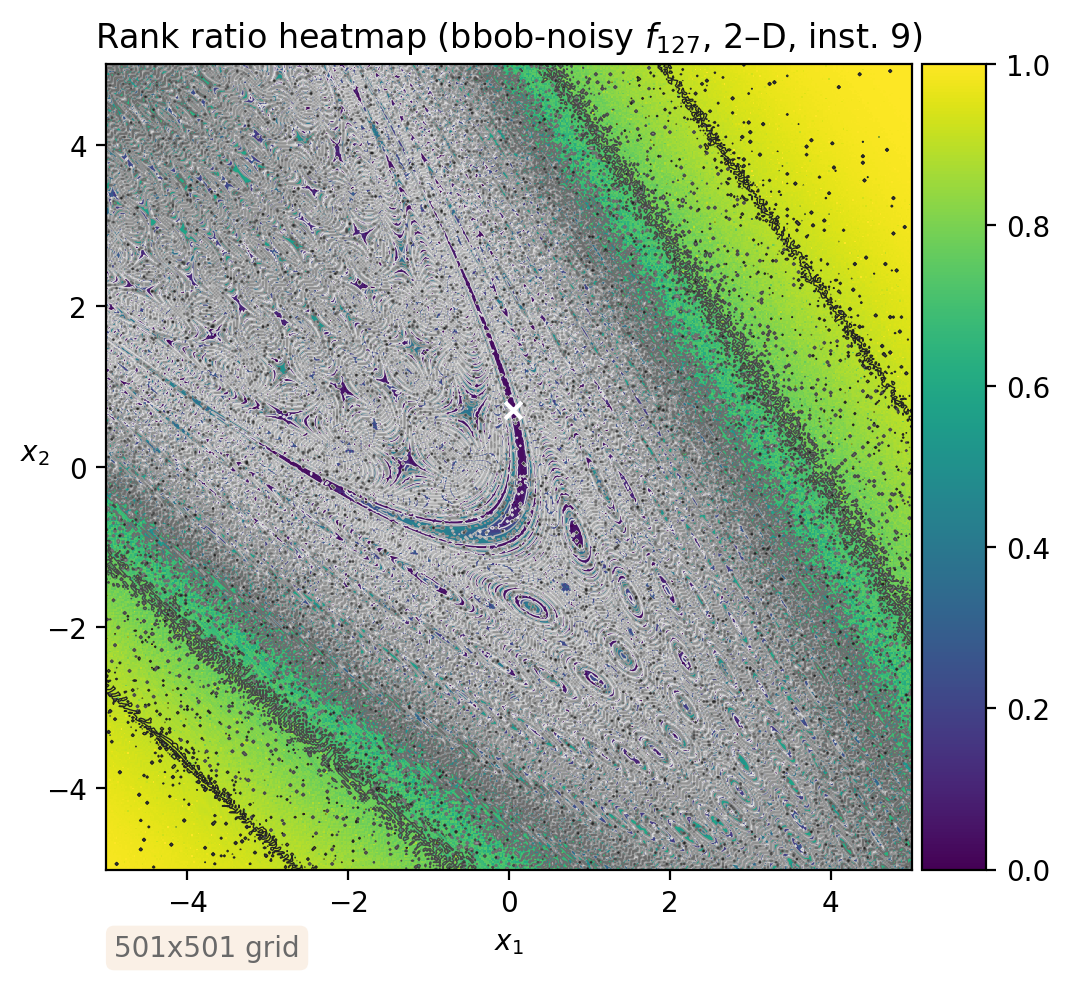 Rank ratio heatmap (bbob-noisy f₁₂₇, 2–D, inst. 9)
1.0
0.8
0.6
0.4
0.2
0.0
4
2
0
−2
−4
x₂
−4 −2 0 2 4
x₁
501x501 grid